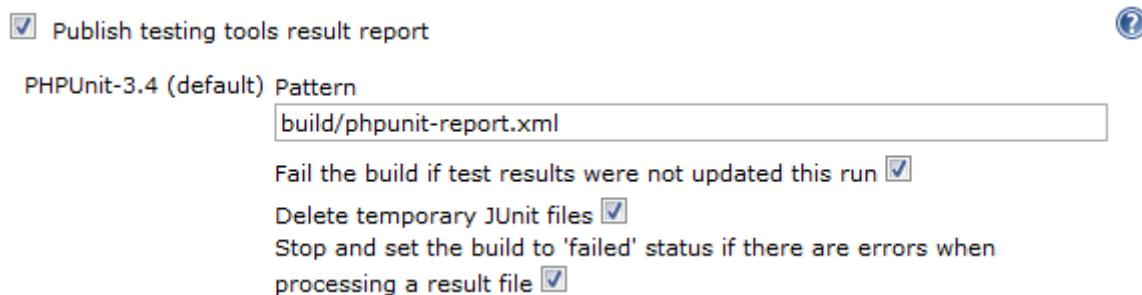 Publish testing tools result report
?
PHPUnit-3.4 (default) Pattern
build/phpunit-report.xml
Fail the build if test results were not updated this run
Delete temporary JUnit files
Stop and set the build to 'failed' status if there are errors when
processing a result file